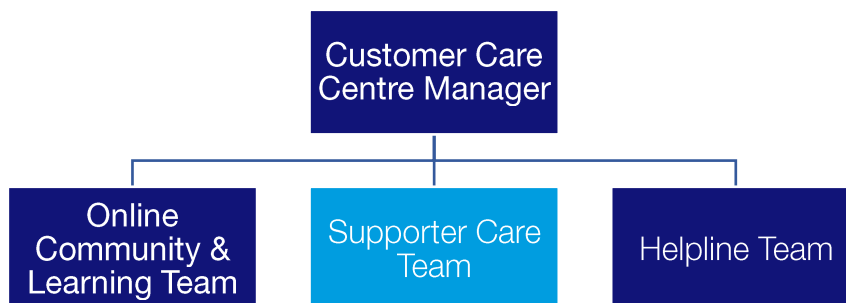 Customer Care
Centre Manager
Online
Community &
Learning Team
Supporter Care
Team
Helpline Team